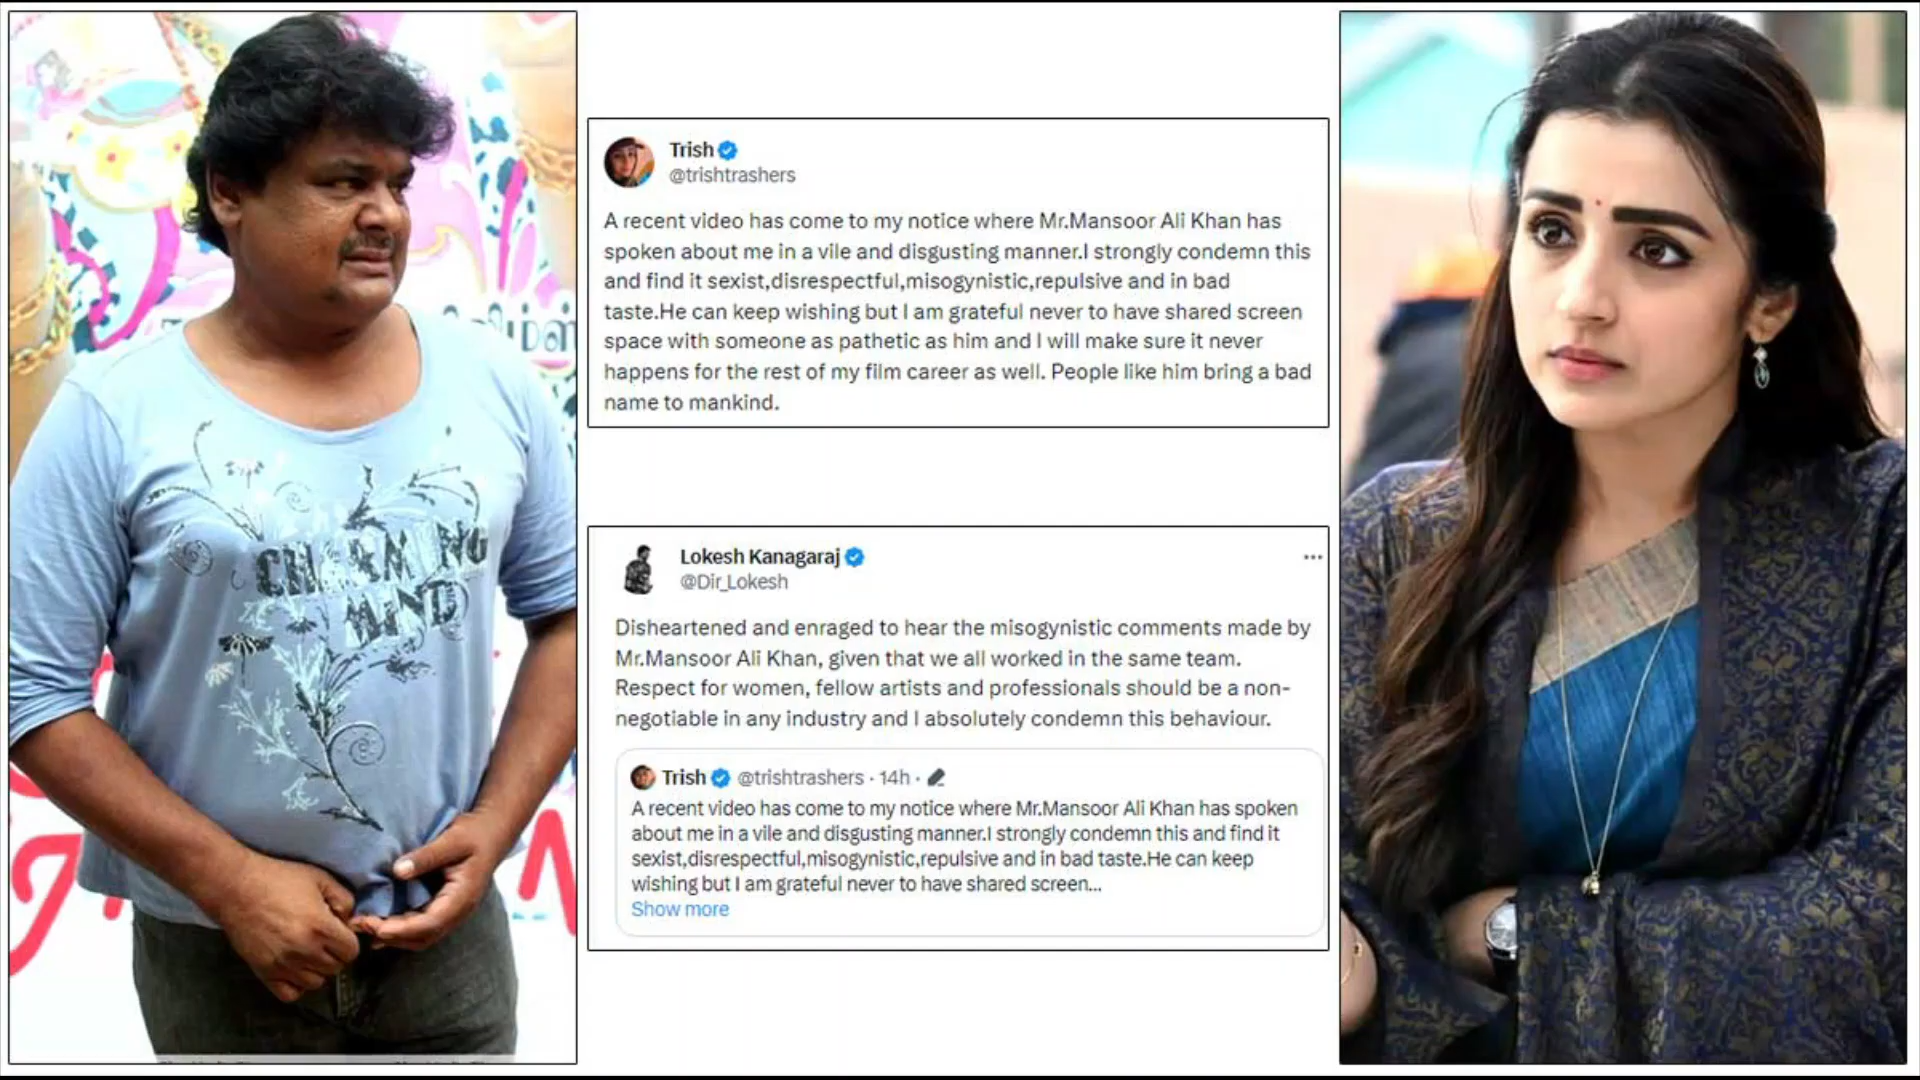 CHARMING
MIND
Trish
@trishtrashers
A recent video has come to my notice where Mr.Mansoor Ali Khan has
spoken about me in a vile and disgusting manner.I strongly condemn this
and find it sexist,disrespectful,misogynistic,repulsive and in bad
taste.He can keep wishing but I am grateful never to have shared screen
space with someone as pathetic as him and I will make sure it never
happens for the rest of my film career as well. People like him bring a bad
name to mankind.
Lokesh Kanagaraj
@Dir_Lokesh
Disheartened and enraged to hear the misogynistic comments made by
Mr.Mansoor Ali Khan, given that we all worked in the same team.
Respect for women, fellow artists and professionals should be a non-
negotiable in any industry and I absolutely condemn this behaviour.
Trish @trishtrashers · 14h ·
A recent video has come to my notice where Mr.Mansoor Ali Khan has spoken
about me in a vile and disgusting manner.I strongly condemn this and find it
sexist,disrespectful,misogynistic,repulsive and in bad taste.He can keep
wishing but I am grateful never to have shared screen...
Show more